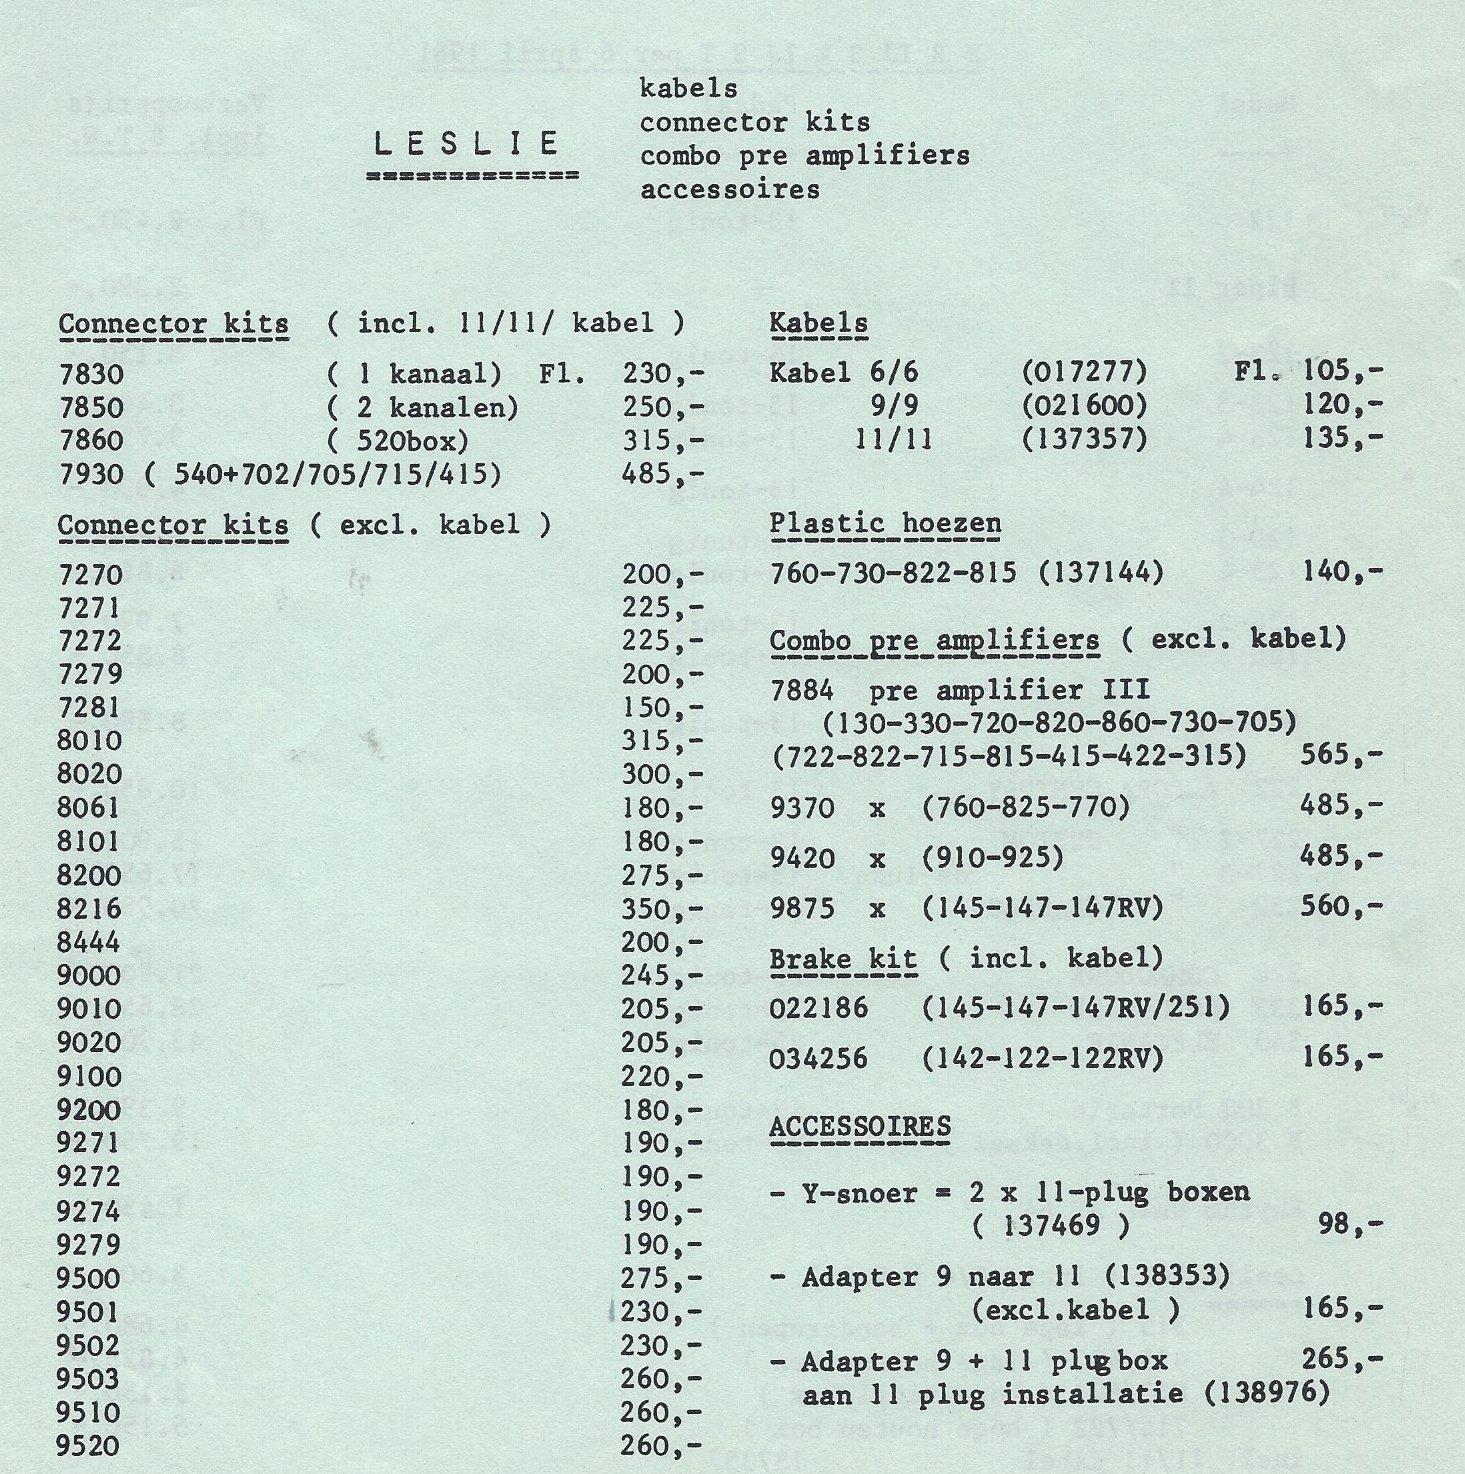 kabels
LESLIE connector kits
combo pre amplifiers
accessoires
Connector kits ( incl. 11/11/ kabel )
7830 ( 1 kanaal) Fl. 230,-
7850 ( 2 kanalen) 250,-
7860 ( 520box) 315,-
7930 ( 540+702/705/715/415) 485,-
Connector kits ( excl. kabel )
7270 200,-
7271 225,-
7272 225,-
7279 200,-
7281 150,-
8010 315,-
8020 300,-
8061 180,-
8101 180,-
8200 275,-
8216 350,-
8444 200,-
9000 245,-
9010 205,-
9020 205,-
9100 220,-
9200 180,-
9271 190,-
9272 190,-
9274 190,-
9279 190,-
9500 275,-
9501 230,-
9502 230,-
9503 260,-
9510 260,-
9520 260,-
Kabels
Kabel 6/6 (017277) Fl. 105,-
9/9 (021600) 120,-
11/11 (137357) 135,-
Plastic hoezen
760-730-822-815 (137144) 140,-
Combo pre amplifiers ( excl. kabel)
7884 pre amplifier III
(130-330-720-820-860-730-705)
(722-822-715-815-415-422-315) 565,-
9370 x (760-825-770) 485,-
9420 x (910-925) 485,-
9875 x (145-147-147RV) 560,-
Brake kit ( incl. kabel)
022186 (145-147-147RV/251) 165,-
034256 (142-122-122RV) 165,-
ACCESSOIRES
- Y-snoer = 2 x 11-plug boxen
( 137469 ) 98,-
- Adapter 9 naar 11 (138353)
(excl.kabel ) 165,-
- Adapter 9 + 11 plugbox 265,-
aan 11 plug installatie (138976)